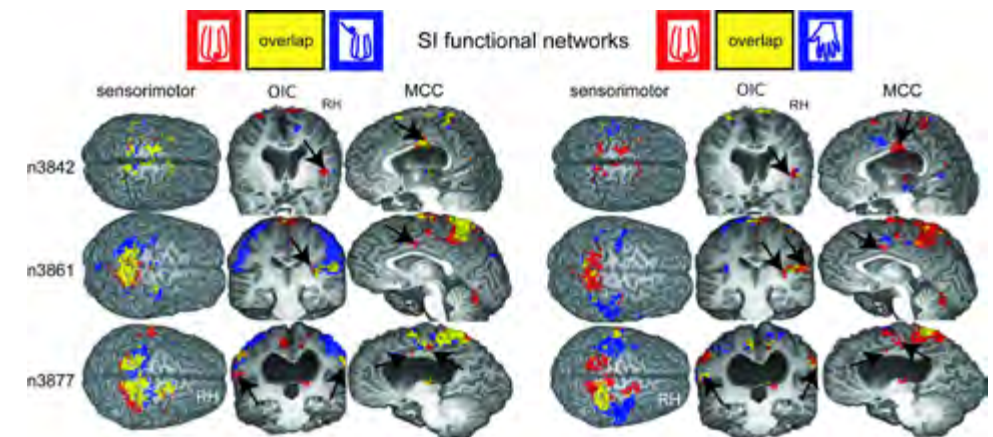 overlap SI functional networks overlap
sensorimotor OIC MCC sensorimotor OIC MCC
RH RH
n3842
n3861
n3877
RH RH